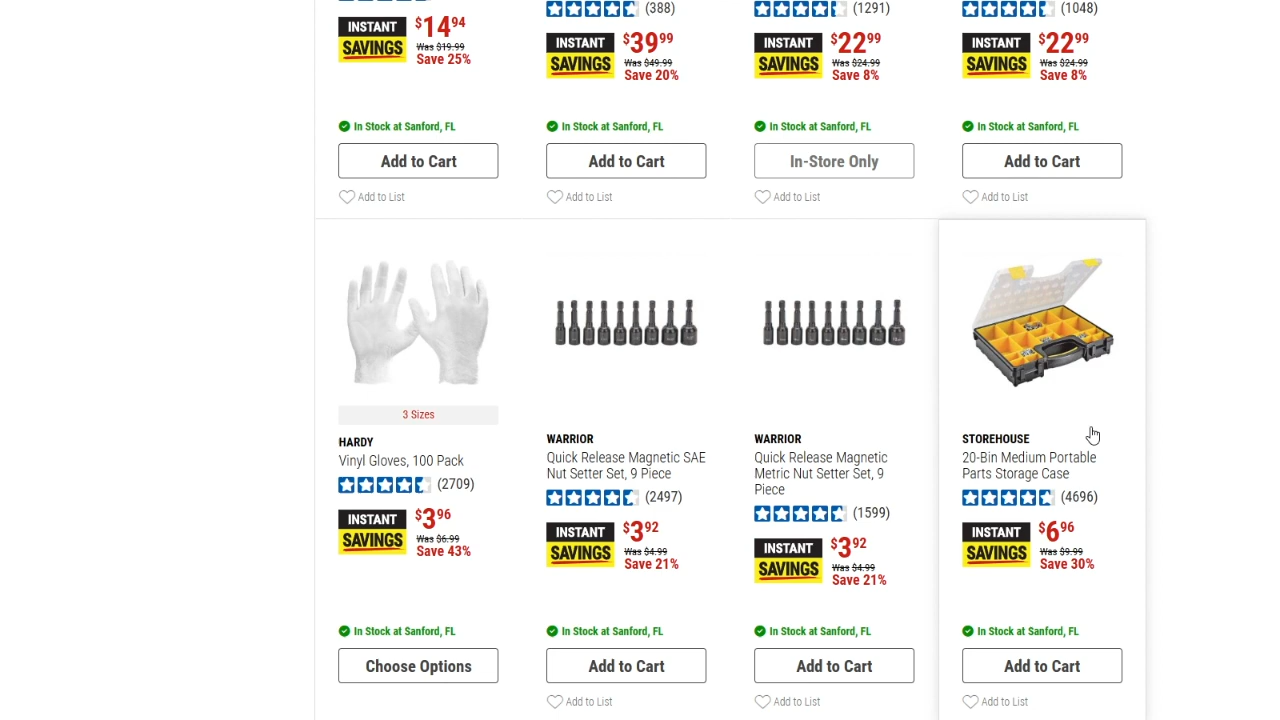 INSTANT SAVINGS $14 94
Was $19.99
Save 25%
In Stock at Sanford, FL
Add to Cart
Add to List
(388)
INSTANT SAVINGS $39 99
Was $49.99
Save 20%
In Stock at Sanford, FL
Add to Cart
Add to List
(1291)
INSTANT SAVINGS $22 99
Was $24.99
Save 8%
In Stock at Sanford, FL
In-Store Only
Add to List
(1048)
INSTANT SAVINGS $22 99
Was $24.99
Save 8%
In Stock at Sanford, FL
Add to Cart
Add to List
3 Sizes
HARDY
Vinyl Gloves, 100 Pack
(2709)
INSTANT SAVINGS $3 96
Was $6.99
Save 43%
In Stock at Sanford, FL
Choose Options
WARRIOR
Quick Release Magnetic SAE
Nut Setter Set, 9 Piece
(2497)
INSTANT SAVINGS $3 92
Was $4.99
Save 21%
In Stock at Sanford, FL
Add to Cart
Add to List
WARRIOR
Quick Release Magnetic
Metric Nut Setter Set, 9
Piece
(1599)
INSTANT SAVINGS $3 92
Was $4.99
Save 21%
In Stock at Sanford, FL
Add to Cart
Add to List
STOREHOUSE
20-Bin Medium Portable
Parts Storage Case
(4696)
INSTANT SAVINGS $6 96
Was $9.99
Save 30%
In Stock at Sanford, FL
Add to Cart
Add to List